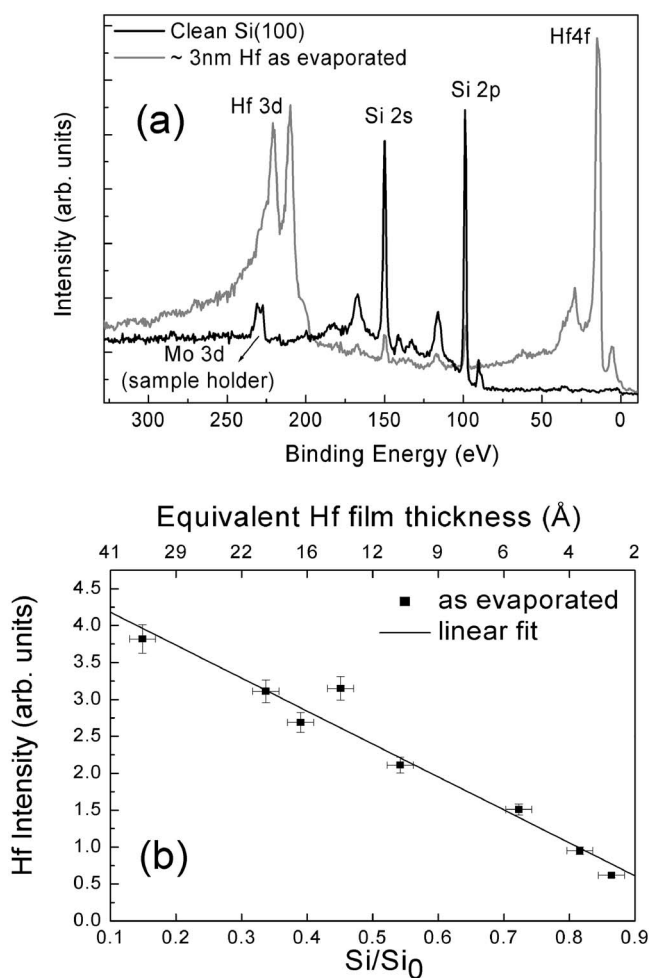 Clean Si(100)
~ 3nm Hf as evaporated
Hf4f
(a)
Hf 3d
Si 2s
Si 2p
Intensity (arb. units)
Mo 3d
(sample holder)
300 250 200 150 100 50 0
Binding Energy (eV)
Equivalent Hf film thickness (Å)
41 29 22 16 12 9 6 4 2
4.5
4.0
3.5
3.0
2.5
2.0
1.5
1.0
0.5
0.0
Hf Intensity (arb. units)
as evaporated
linear fit
(b)
0.1 0.2 0.3 0.4 0.5 0.6 0.7 0.8 0.9
Si/Si0